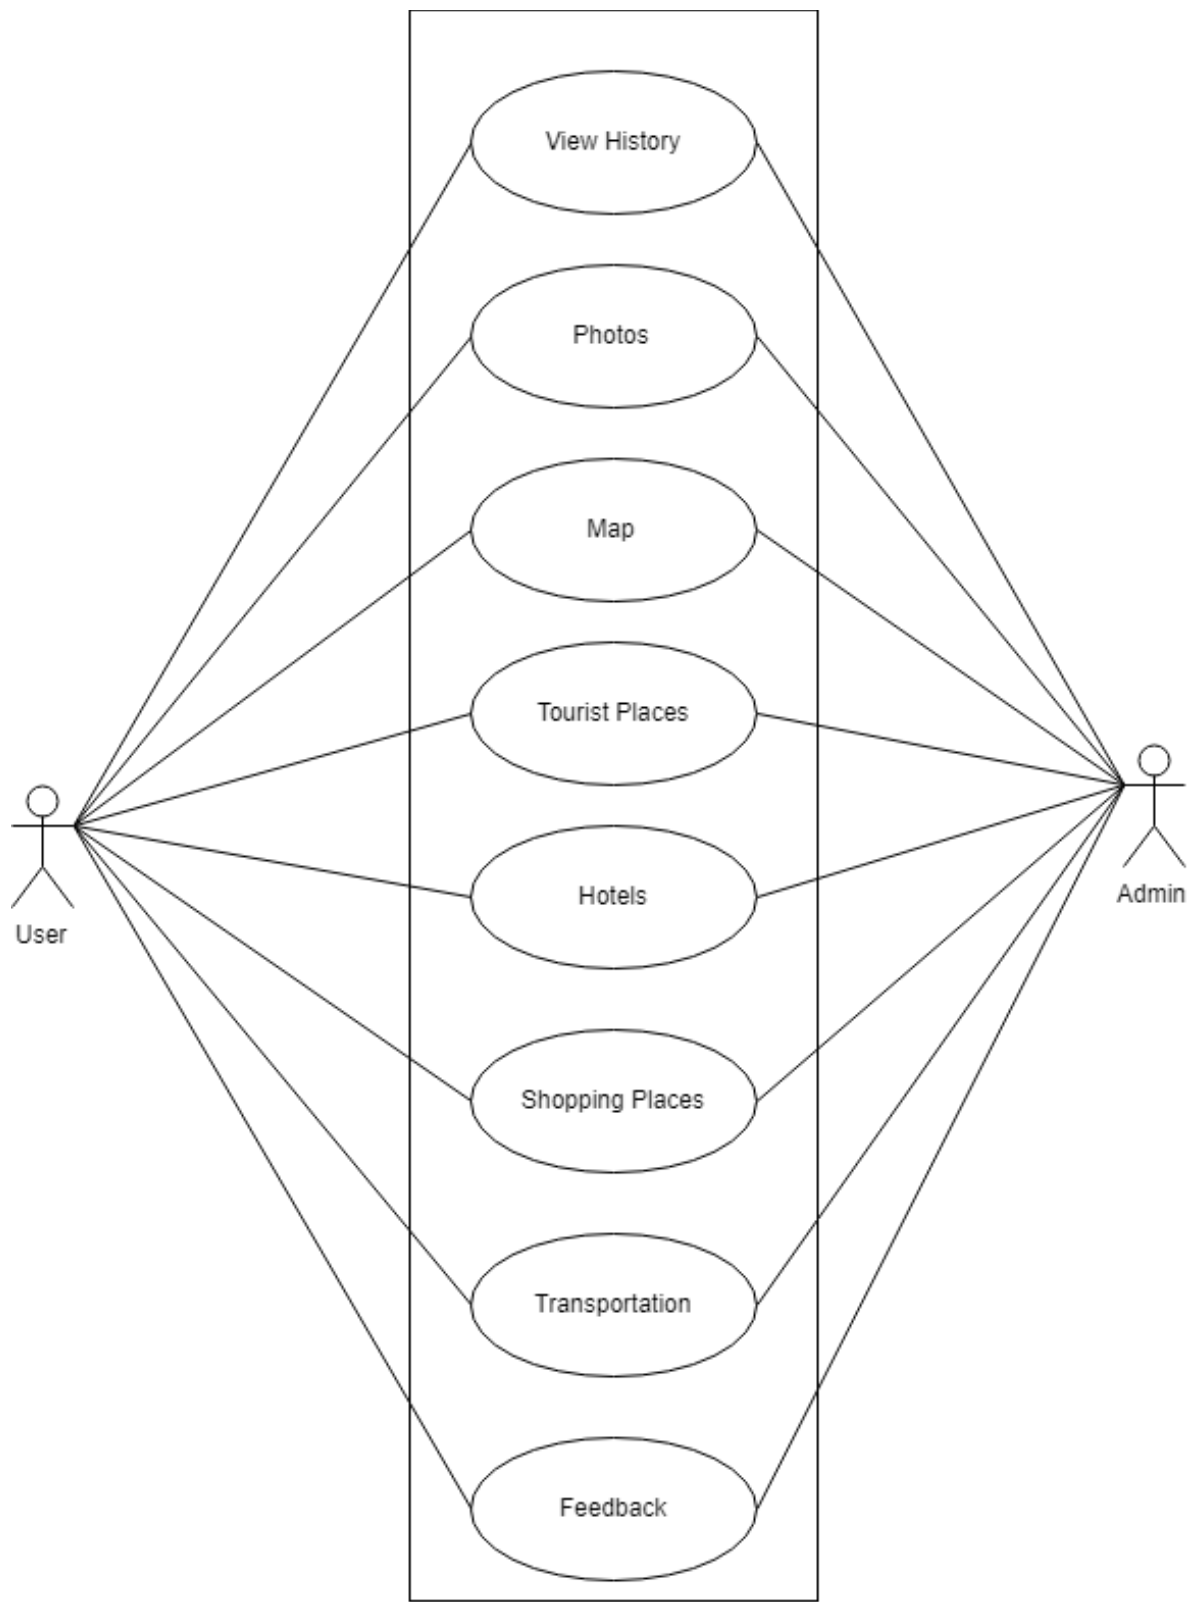 View History
Photos
Map
Tourist Places
Hotels
Shopping Places
Transportation
Feedback
User
Admin